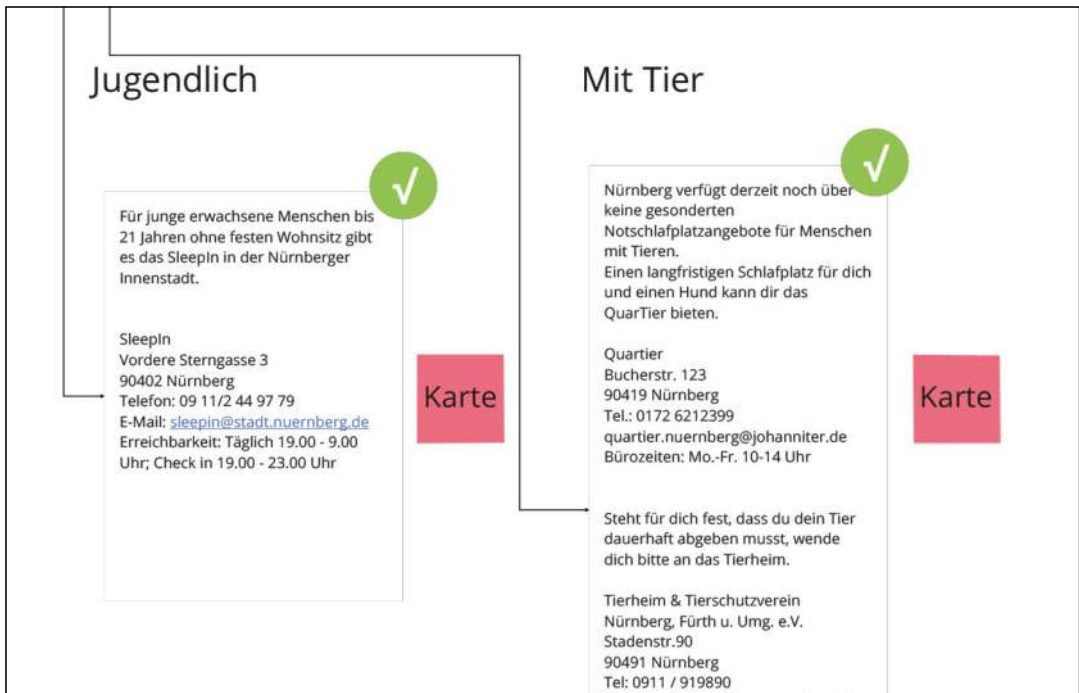 Jugendlich
Für junge erwachsene Menschen bis
21 Jahren ohne festen Wohnsitz gibt
es das SleepIn in der Nürnberger
Innenstadt.
SleepIn
Vordere Sterngasse 3
90402 Nürnberg
Telefon: 09 11/2 44 97 79
E-Mail: sleepin@stadt.nuernberg.de
Erreichbarkeit: Täglich 19.00 - 9.00
Uhr; Check in 19.00 - 23.00 Uhr
Karte
Mit Tier
Nürnberg verfügt derzeit noch über
keine gesonderten
Notschlafplatzangebote für Menschen
mit Tieren.
Einen langfristigen Schlafplatz für dich
und einen Hund kann dir das
QuarTier bieten.
Quartier
Bucherstr. 123
90419 Nürnberg
Tel.: 0172 6212399
quartier.nuernberg@johanniter.de
Bürozeiten: Mo.-Fr. 10-14 Uhr
Steht für dich fest, dass du dein Tier
dauerhaft abgeben musst, wende
dich bitte an das Tierheim.
Tierheim & Tierschutzverein
Nürnberg, Fürth u. Umg. e.V.
Stadenstr.90
90491 Nürnberg
Tel: 0911 / 919890
Karte